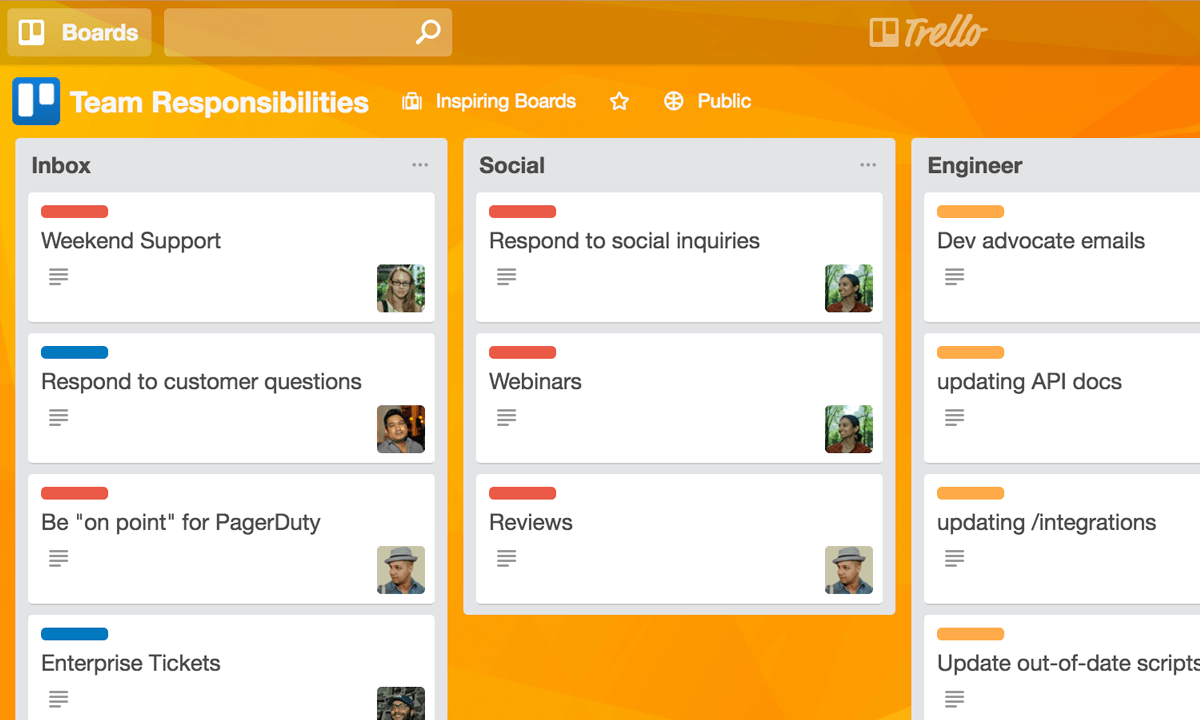 Boards
Trello
Team Responsibilities
Inspiring Boards
Public
Inbox
Weekend Support
Respond to customer questions
Be "on point" for PagerDuty
Enterprise Tickets
Social
Respond to social inquiries
Webinars
Reviews
Engineer
Dev advocate emails
updating API docs
updating /integrations
Update out-of-date scripts